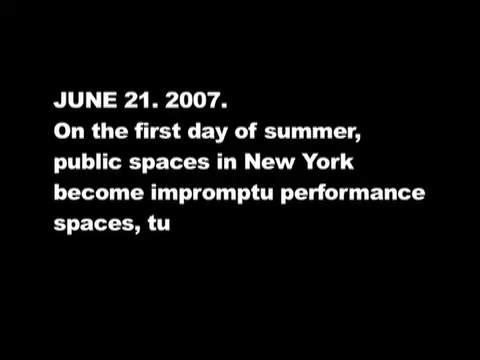 JUNE 21. 2007.
On the first day of summer,
public spaces in New York
become impromptu performance
spaces, tu